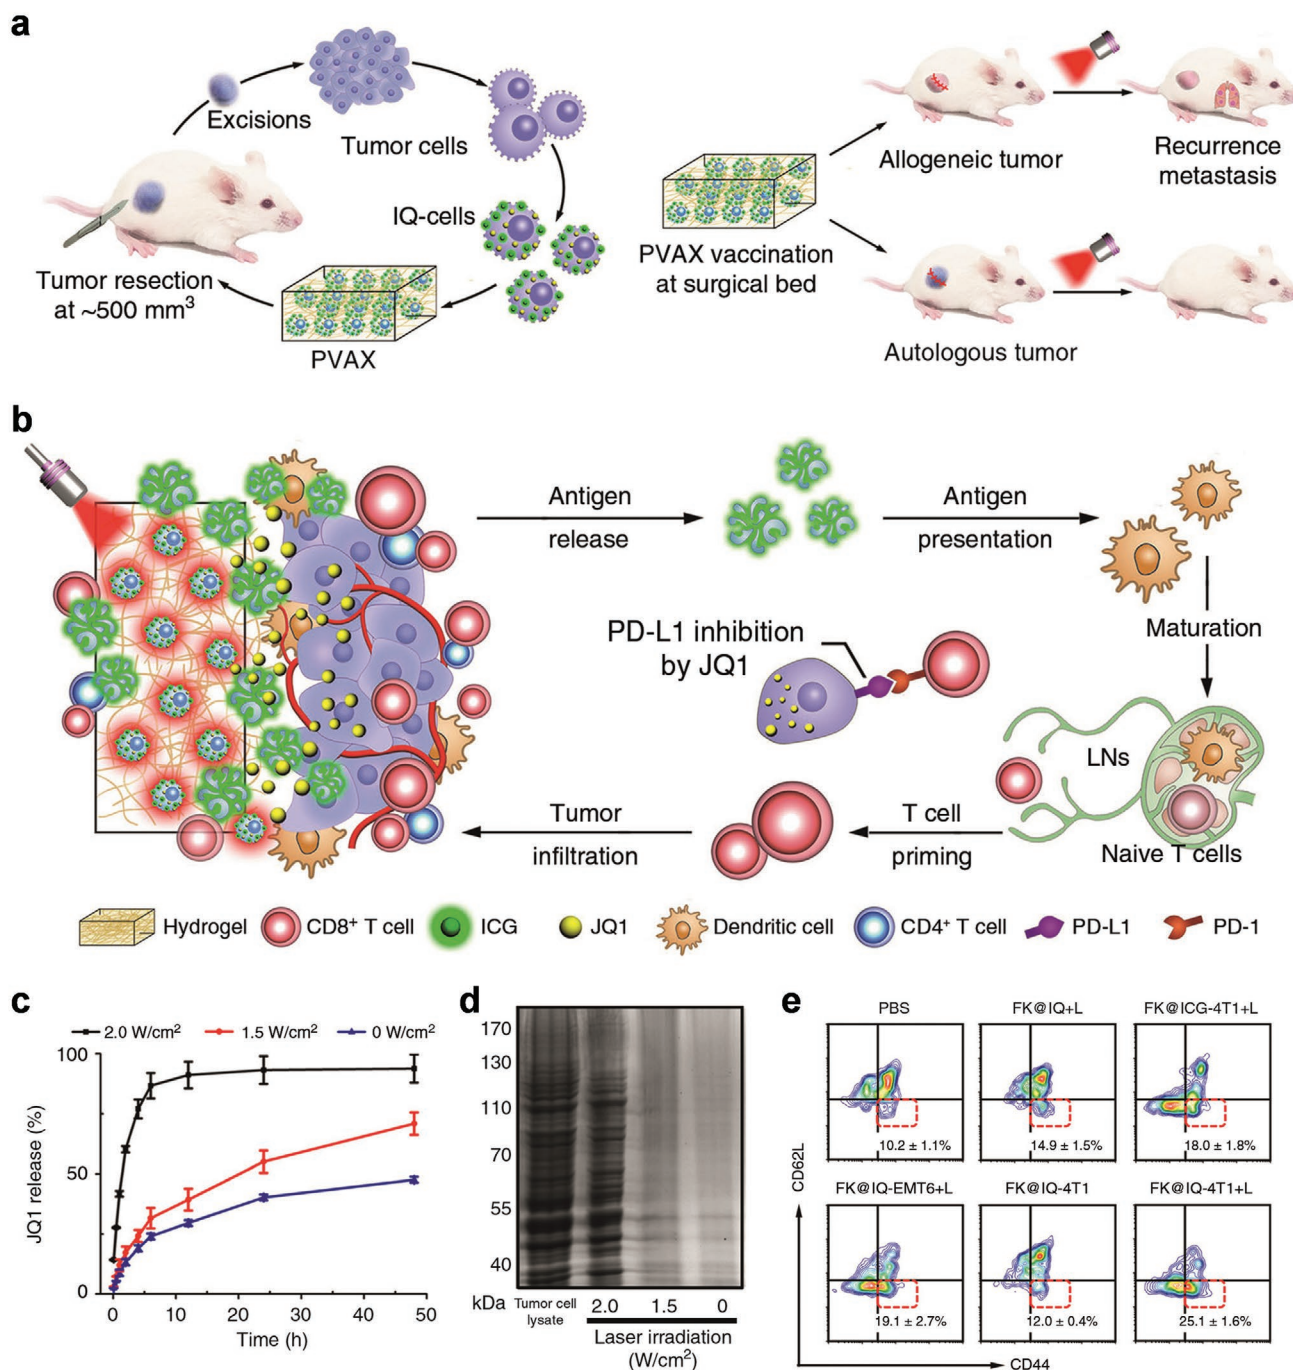 a
Excisions
Tumor cells
IQ-cells
Tumor resection
at ~500 mm³
PVAX
PVAX vaccination
at surgical bed
Allogeneic tumor
Recurrence
metastasis
Autologous tumor
b
Antigen
release
Antigen
presentation
Maturation
PD-L1 inhibition
by JQ1
LNs
Naive T cells
T cell
priming
Tumor
infiltration
Hydrogel
CD8⁺ T cell
ICG
JQ1
Dendritic cell
CD4⁺ T cell
PD-L1
PD-1
c
2.0 W/cm²
1.5 W/cm²
0 W/cm²
100
50
0
JQ1 release (%)
0 10 20 30 40 50
Time (h)
d
170
130
110
70
55
40
kDa
Tumor cell
lysate
2.0 1.5 0
Laser irradiation
(W/cm²)
e
PBS
FK@IQ+L
FK@ICG-4T1+L
10.2 ± 1.1%
14.9 ± 1.5%
18.0 ± 1.8%
FK@IQ-EMT6+L
FK@IQ-4T1
FK@IQ-4T1+L
19.1 ± 2.7%
12.0 ± 0.4%
25.1 ± 1.6%
CD62L
CD44